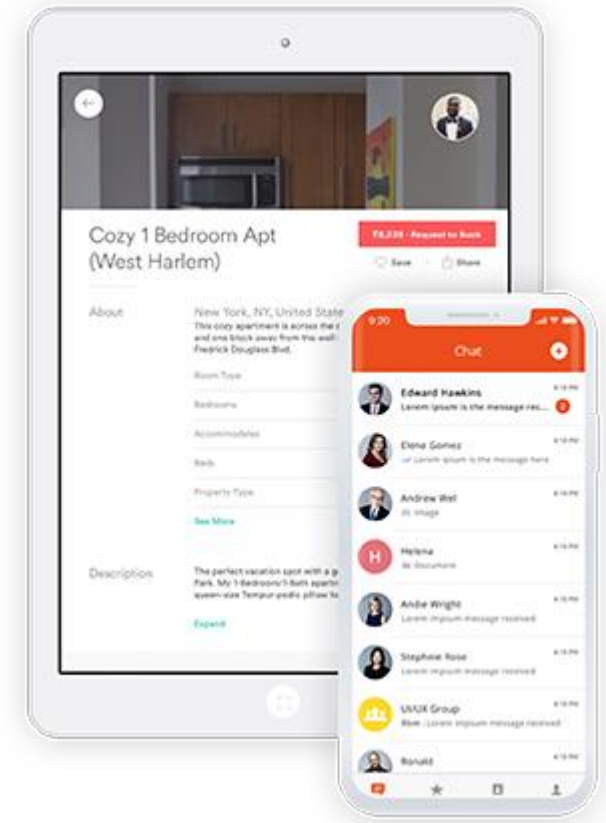 Cozy 1 Bedroom Apt
(West Harlem)
₹8,238 · Request to Book
Save · Share
About
New York, NY, United State
This cozy apartment is across the
and one block away from the
Fredrick Douglass Blvd.
Room Type
Bedrooms
Accommodates
Beds
Property Type
See More
Description
The perfect vacation spot with a
Park. My 1 Bedroom/1 Bath
queen-size Tempur-pedic pillow
Expand
9:20
Chat
Edward Hawkins
Lorem ipsum is the message rec...
Elena Gomez
Lorem ipsum is the message here
Andrew Wel
Image
H
Helena
Document
Andie Wright
Lorem impsum message received
Stephnie Rose
Lorem impsum message received
UI/UX Group
Lorem impsum message received
Ronald